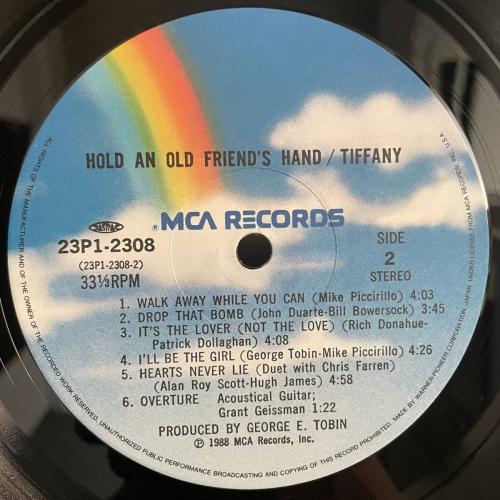 HOLD AN OLD FRIEND'S HAND / TIFFANY
JASRAC
® MCA RECORDS
23P1-2308
(23P1-2308-2)
33⅓RPM
SIDE
2
STEREO
1. WALK AWAY WHILE YOU CAN (Mike Piccirillo) 4:03
2. DROP THAT BOMB (John Duarte-Bill Bowersock) 3:45
3. IT'S THE LOVER (NOT THE LOVE) (Rich Donahue-
Patrick Dollaghan) 4:08
4. I'LL BE THE GIRL (George Tobin-Mike Piccirillo) 4:26
5. HEARTS NEVER LIE (Duet with Chris Farren)
(Alan Roy Scott-Hugh James) 4:58
6. OVERTURE Acoustical Guitar;
Grant Geissman 1:22
PRODUCED BY GEORGE E. TOBIN
℗ 1988 MCA Records, Inc.
ALL RIGHTS OF THE MANUFACTURER AND OF THE OWNER OF THE RECORDED WORK RESERVED. UNAUTHORIZED PUBLIC PERFORMANCE BROADCASTING AND COPYING OF THIS RECORD PROHIBITED. MADE BY WARNER-PIONEER CORPORATION, JAPAN. UNDER LICENSE FROM MCA RECORDS, INC., U.S.A.